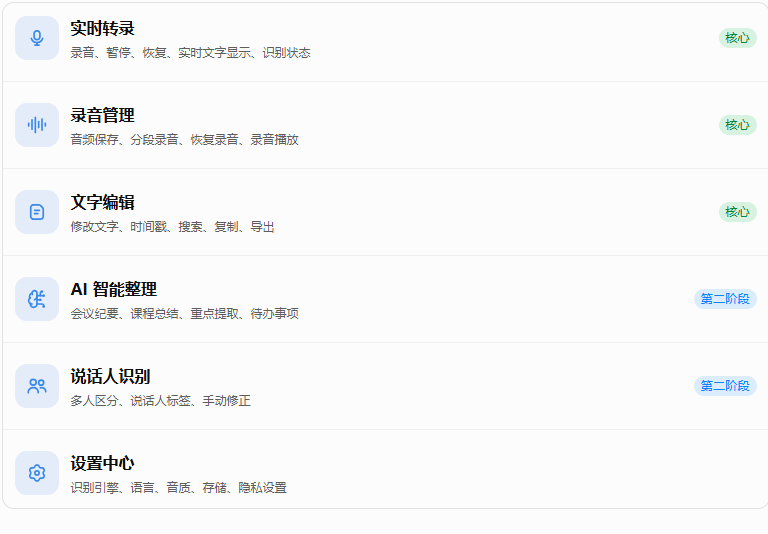 实时转录
录音、暂停、恢复、实时文字显示、识别状态
核心
录音管理
音频保存、分段录音、恢复录音、录音播放
核心
文字编辑
修改文字、时间戳、搜索、复制、导出
核心
AI 智能整理
会议纪要、课程总结、重点提取、待办事项
第二阶段
说话人识别
多人区分、说话人标签、手动修正
第二阶段
设置中心
识别引擎、语言、音质、存储、隐私设置